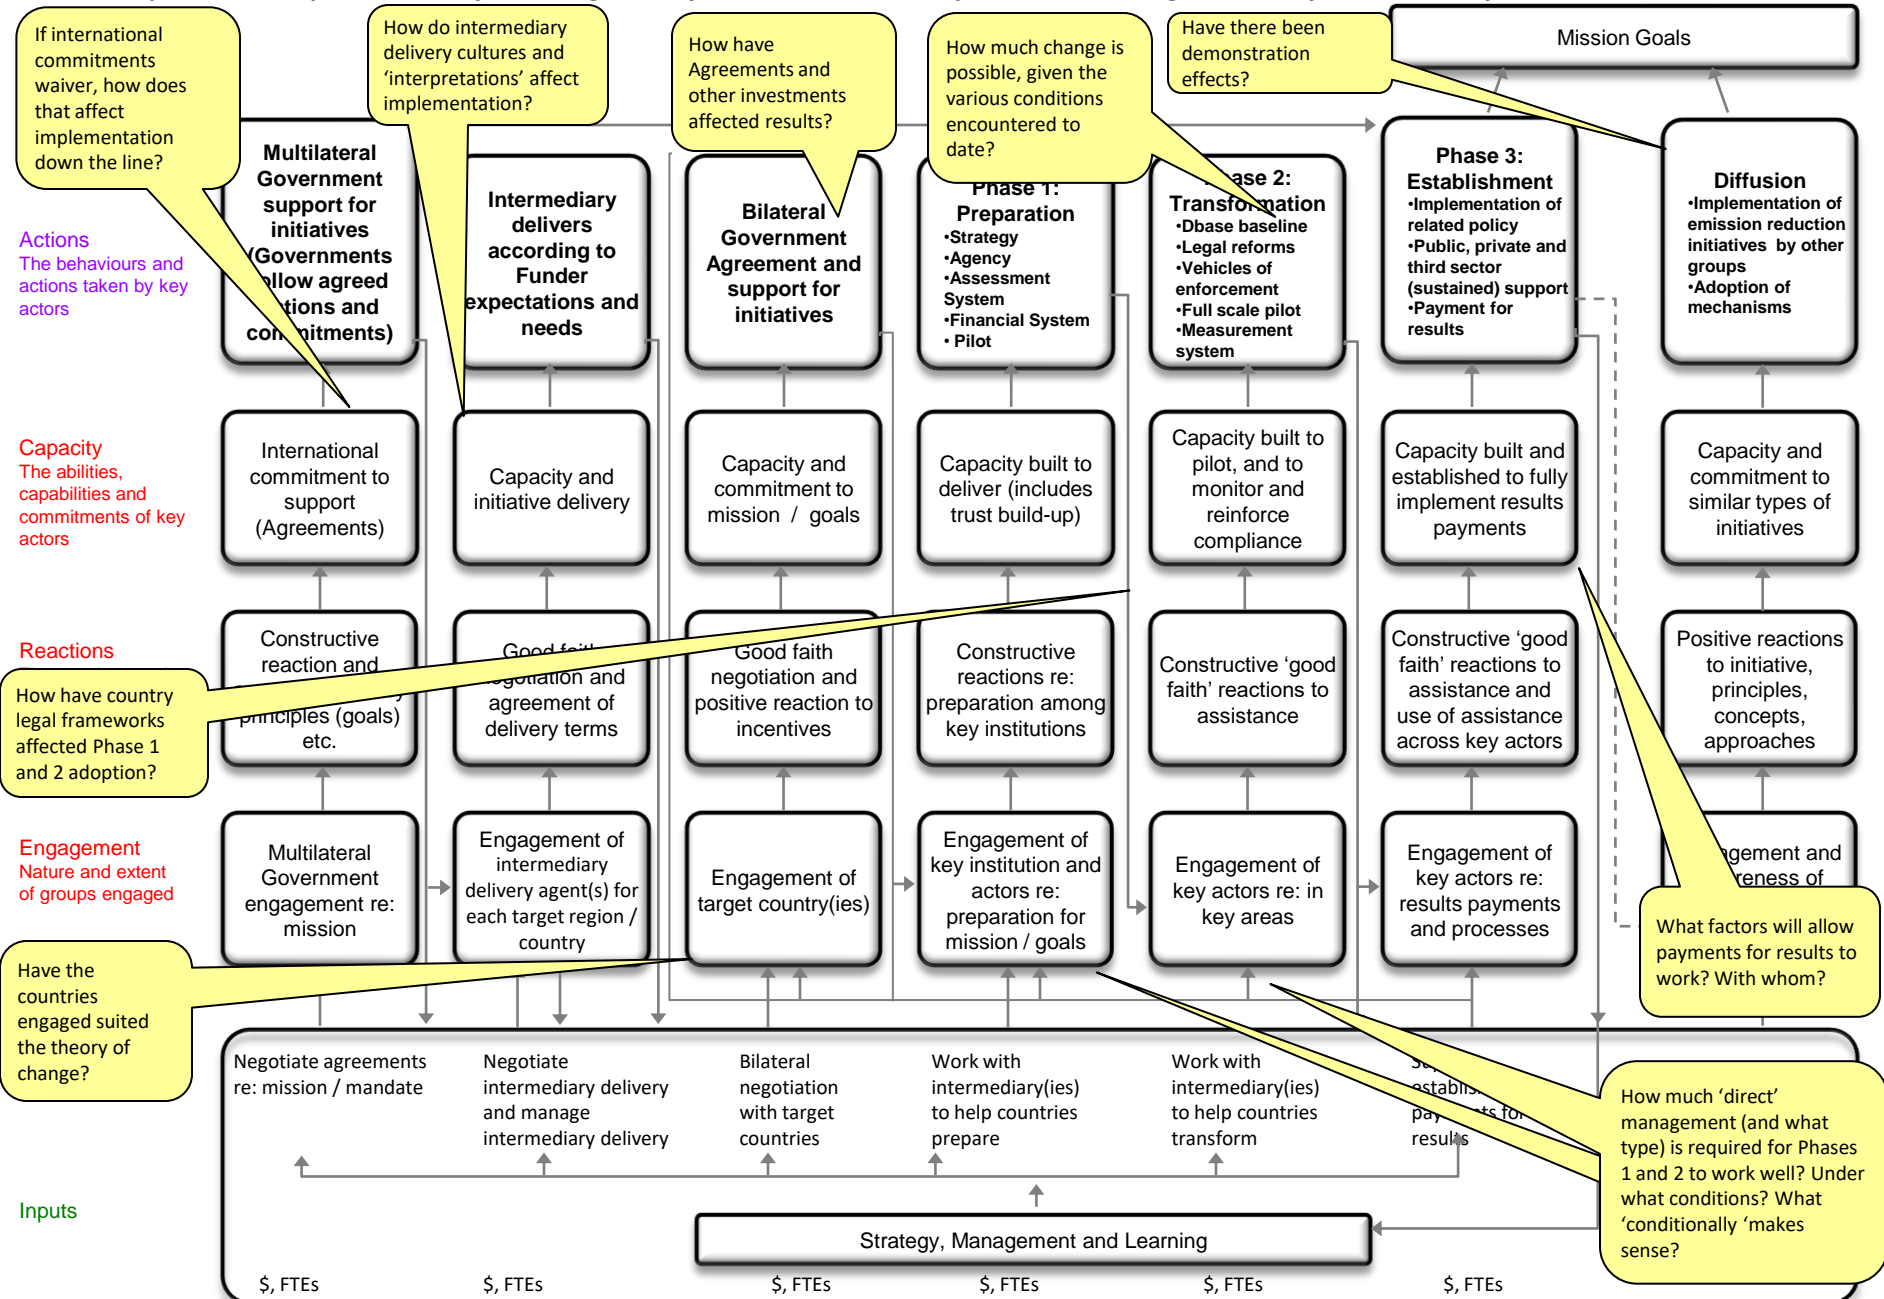 If international
commitments
waiver, how does
that affect
implementation
down the line?
How do intermediary
delivery cultures and
‘interpretations’ affect
implementation?
How have
Agreements and
other investments
affected results?
How much change is
possible, given the
various conditions
encountered to
date?
Have there been
demonstration
effects?
Mission Goals
Actions
The behaviours and
actions taken by key
actors
Multilateral
Government
support for
initiatives
(Governments
follow agreed
actions and
commitments)
Intermediary
delivers
according to
Funder
expectations and
needs
Bilateral
Government
Agreement and
support for
initiatives
Phase 1:
Preparation
•Strategy
•Agency
•Assessment
System
•Financial System
• Pilot
Phase 2:
Transformation
•Dbase baseline
•Legal reforms
•Vehicles of
enforcement
•Full scale pilot
•Measurement
system
Phase 3:
Establishment
•Implementation of
related policy
•Public, private and
third sector
(sustained) support
•Payment for
results
Diffusion
•Implementation of
emission reduction
initiatives by other
groups
•Adoption of
mechanisms
Capacity
The abilities,
capabilities and
commitments of key
actors
International
commitment to
support
(Agreements)
Capacity and
initiative delivery
Capacity and
commitment to
mission / goals
Capacity built to
deliver (includes
trust build-up)
Capacity built to
pilot, and to
monitor and
reinforce
compliance
Capacity built and
established to fully
implement results
payments
Capacity and
commitment to
similar types of
initiatives
Reactions
Constructive
reaction and
principles (goals)
etc.
Good faith
negotiation and
agreement of
delivery terms
Good faith
negotiation and
positive reaction to
incentives
Constructive
reactions re:
preparation among
key institutions
Constructive ‘good
faith’ reactions to
assistance
Constructive ‘good
faith’ reactions to
assistance and
use of assistance
across key actors
Positive reactions
to initiative,
principles,
concepts,
approaches
How have country
legal frameworks
affected Phase 1
and 2 adoption?
Engagement
Nature and extent
of groups engaged
Multilateral
Government
engagement re:
mission
Engagement of
intermediary
delivery agent(s) for
each target region /
country
Engagement of
target country(ies)
Engagement of
key institution and
actors re:
preparation for
mission / goals
Engagement of
key actors re: in
key areas
Engagement of
key actors re:
results payments
and processes
Engagement and
awareness of
What factors will allow
payments for results to
work? With whom?
Have the
countries
engaged suited
the theory of
change?
Negotiate agreements
re: mission / mandate
Negotiate
intermediary delivery
and manage
intermediary delivery
Bilateral
negotiation
with target
countries
Work with
intermediary(ies)
to help countries
prepare
Work with
intermediary(ies)
to help countries
transform
payments for
results
How much ‘direct’
management (and what
type) is required for Phases
1 and 2 to work well? Under
what conditions? What
‘conditionally ‘makes
sense?
Inputs
Strategy, Management and Learning
$, FTEs
$, FTEs
$, FTEs
$, FTEs
$, FTEs
$, FTEs